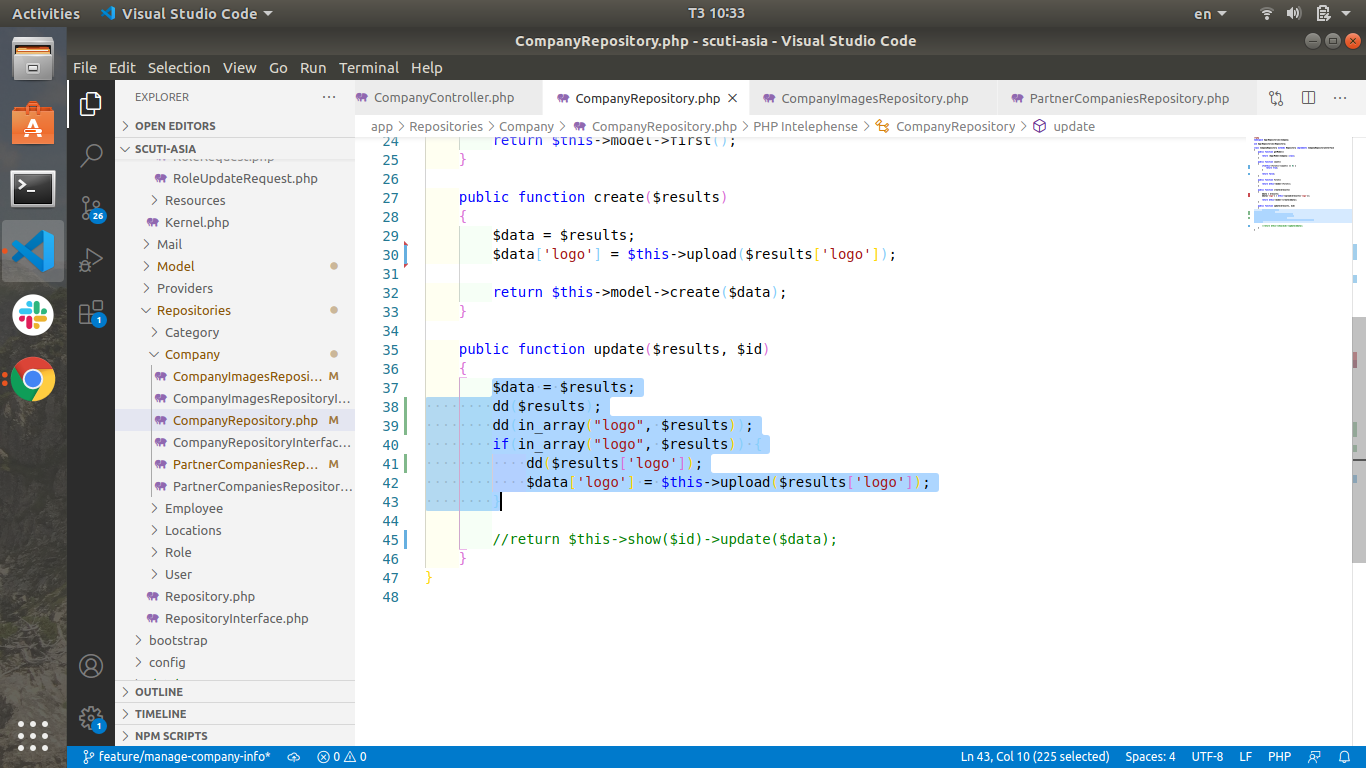 Activities Visual Studio Code T3 10:33 en
CompanyRepository.php - scuti-asia - Visual Studio Code
File Edit Selection View Go Run Terminal Help
EXPLORER
OPEN EDITORS
SCUTI-ASIA
RoleRequest.php
RoleUpdateRequest.php
Resources
Kernel.php
Mail
Model
Providers
Repositories
Category
Company
CompanyImagesReposi... M
CompanyImagesRepositoryI...
CompanyRepository.php M
CompanyRepositoryInterfac...
PartnerCompaniesRep... M
PartnerCompaniesRepositor...
Employee
Locations
Role
User
Repository.php
RepositoryInterface.php
bootstrap
config
OUTLINE
TIMELINE
NPM SCRIPTS
26
1
1
CompanyController.php CompanyRepository.php CompanyImagesRepository.php PartnerCompaniesRepository.php
app > Repositories > Company > CompanyRepository.php > PHP Intelephense > CompanyRepository > update
24 return $this->model->first();
25 }
26
27 public function create($results)
28 {
29 $data = $results;
30 $data['logo'] = $this->upload($results['logo']);
31
32 return $this->model->create($data);
33 }
34
35 public function update($results, $id)
36 {
37 $data = $results;
38 dd($results);
39 dd(in_array("logo", $results));
40 if(in_array("logo", $results)) {
41 dd($results['logo']);
42 $data['logo'] = $this->upload($results['logo']);
43 }
44
45 //return $this->show($id)->update($data);
46 }
47 }
48
feature/manage-company-info* 0 0 Ln 43, Col 10 (225 selected) Spaces: 4 UTF-8 LF PHP